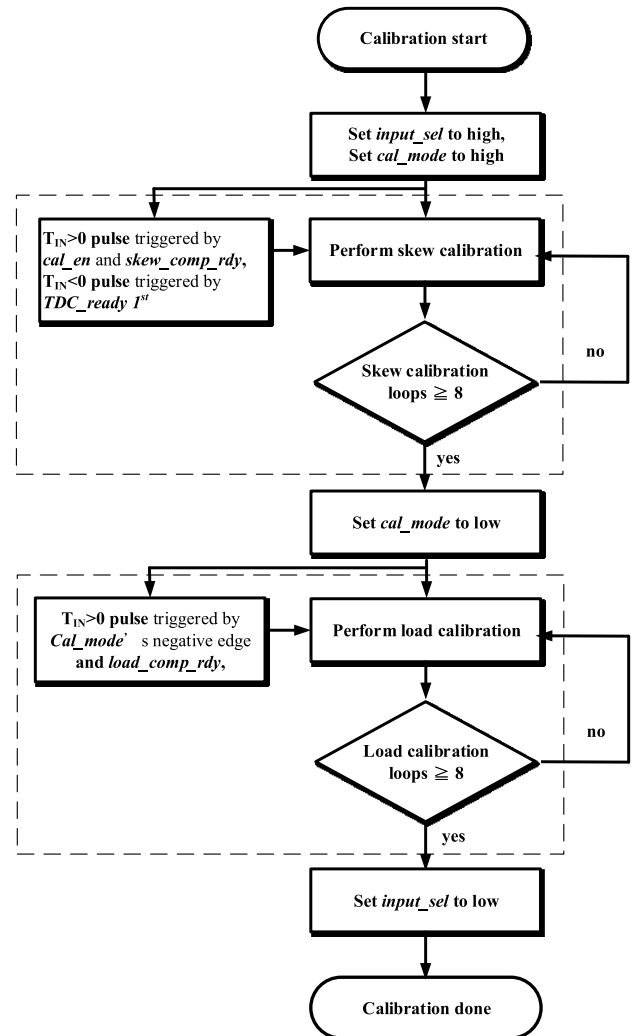 Calibration start
Set input_sel to high,
Set cal_mode to high
T_IN>0 pulse triggered by
cal_en and skew_comp_rdy,
T_IN<0 pulse triggered by
TDC_ready 1st
Perform skew calibration
Skew calibration
loops ≧ 8
no
yes
Set cal_mode to low
T_IN>0 pulse triggered by
Cal_mode’ s negative edge
and load_comp_rdy,
Perform load calibration
Load calibration
loops ≧ 8
no
yes
Set input_sel to low
Calibration done